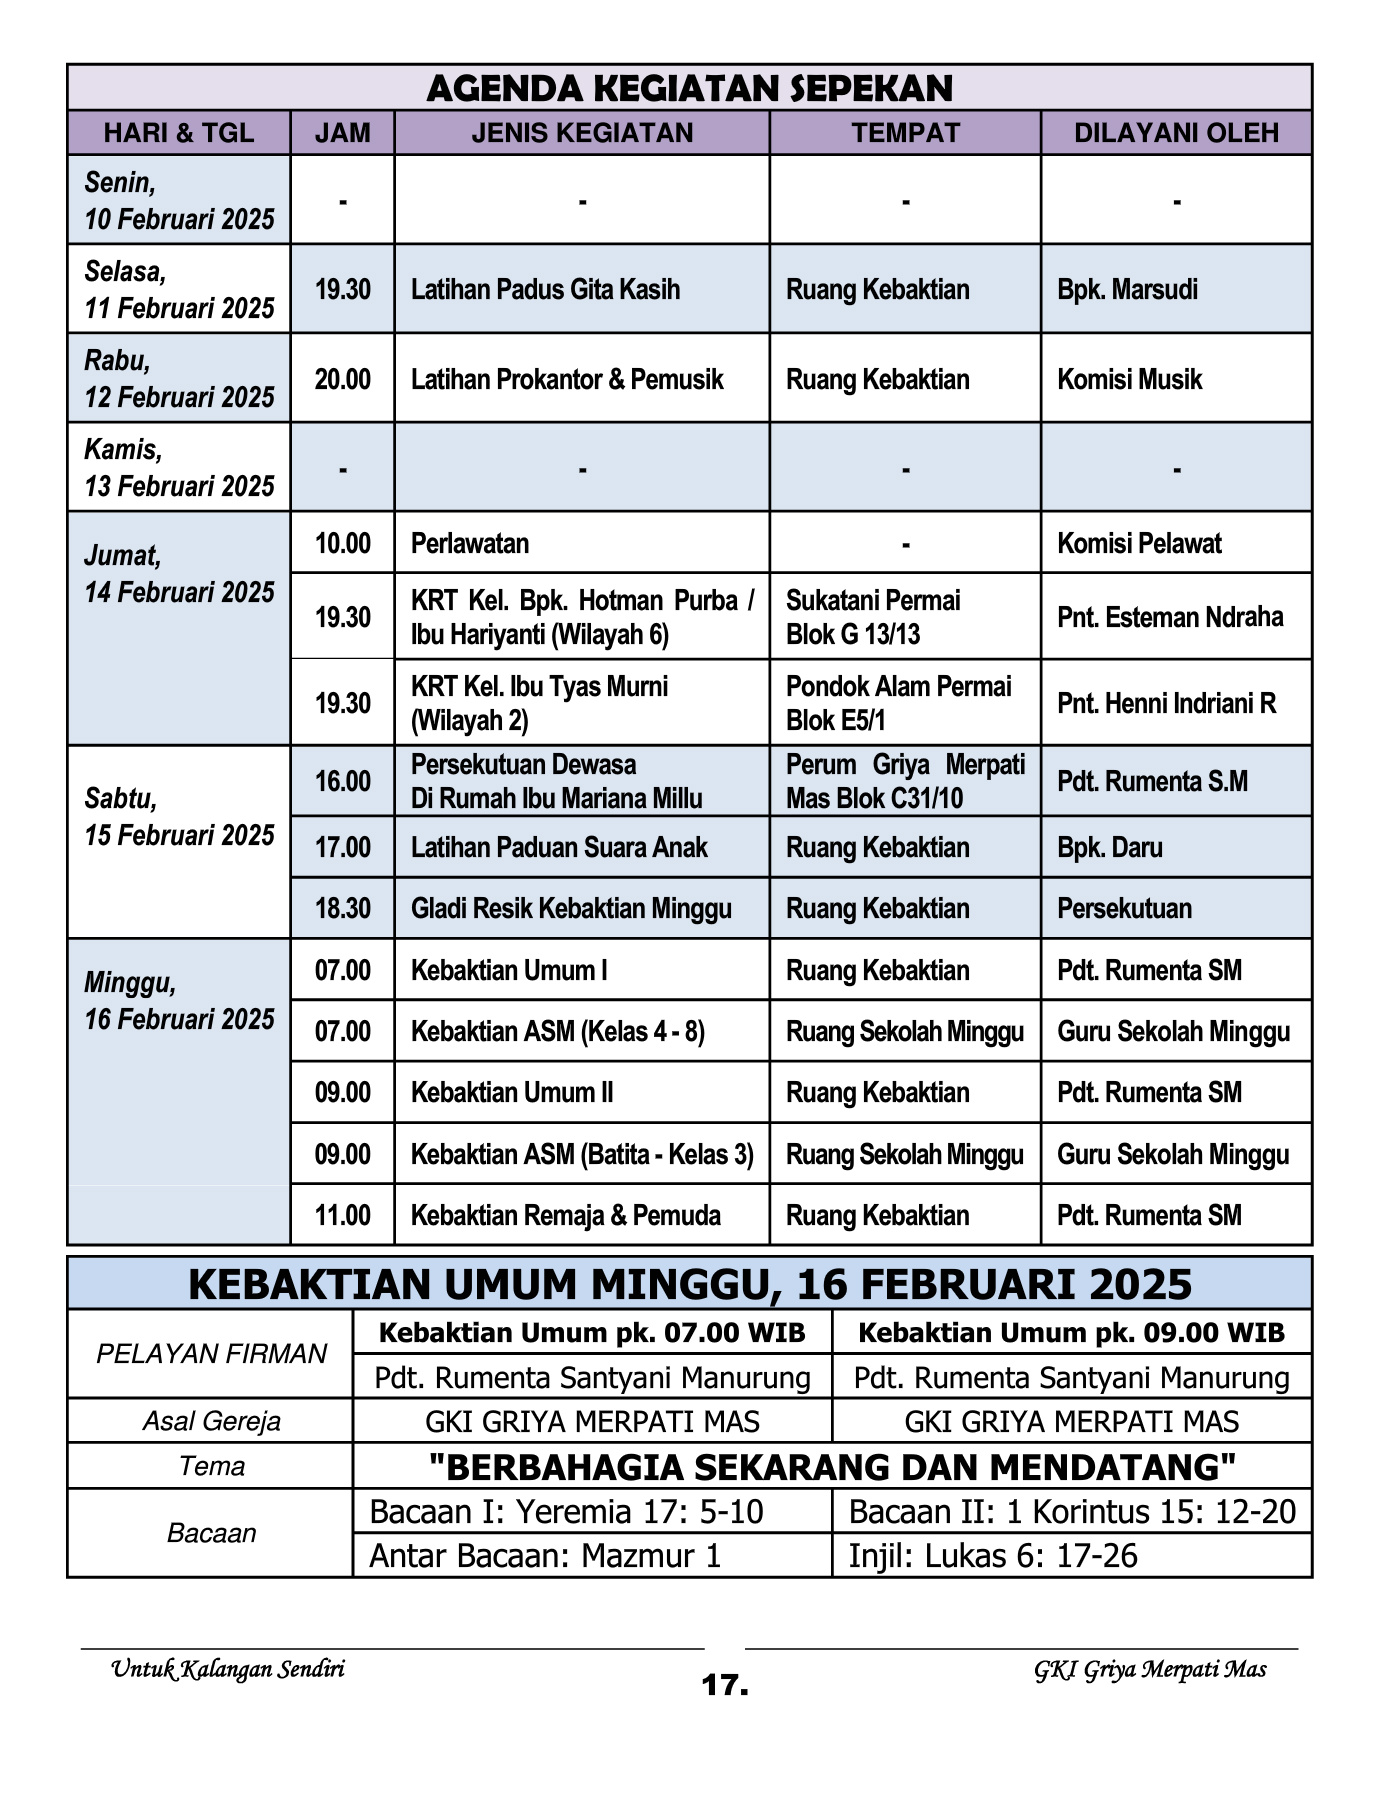 AGENDA KEGIATAN SEPEKAN
HARI & TGL JAM JENIS KEGIATAN TEMPAT DILAYANI OLEH
Senin,
10 Februari 2025 - - - -
Selasa,
11 Februari 2025 19.30 Latihan Padus Gita Kasih Ruang Kebaktian Bpk. Marsudi
Rabu,
12 Februari 2025 20.00 Latihan Prokantor & Pemusik Ruang Kebaktian Komisi Musik
Kamis,
13 Februari 2025 - - - -
Jumat,
14 Februari 2025
10.00 Perlawatan - Komisi Pelawat
19.30 KRT Kel. Bpk. Hotman Purba /
Ibu Hariyanti (Wilayah 6) Sukatani Permai
Blok G 13/13 Pnt. Esteman Ndraha
19.30 KRT Kel. Ibu Tyas Murni
(Wilayah 2) Pondok Alam Permai
Blok E5/1 Pnt. Henni Indriani R
Sabtu,
15 Februari 2025
16.00 Persekutuan Dewasa
Di Rumah Ibu Mariana Millu Perum Griya Merpati
Mas Blok C31/10 Pdt. Rumenta S.M
17.00 Latihan Paduan Suara Anak Ruang Kebaktian Bpk. Daru
18.30 Gladi Resik Kebaktian Minggu Ruang Kebaktian Persekutuan
Minggu,
16 Februari 2025
07.00 Kebaktian Umum I Ruang Kebaktian Pdt. Rumenta SM
07.00 Kebaktian ASM (Kelas 4 - 8) Ruang Sekolah Minggu Guru Sekolah Minggu
09.00 Kebaktian Umum II Ruang Kebaktian Pdt. Rumenta SM
09.00 Kebaktian ASM (Batita - Kelas 3) Ruang Sekolah Minggu Guru Sekolah Minggu
11.00 Kebaktian Remaja & Pemuda Ruang Kebaktian Pdt. Rumenta SM
KEBAKTIAN UMUM MINGGU, 16 FEBRUARI 2025
PELAYAN FIRMAN Kebaktian Umum pk. 07.00 WIB Kebaktian Umum pk. 09.00 WIB
Pdt. Rumenta Santyani Manurung Pdt. Rumenta Santyani Manurung
Asal Gereja GKI GRIYA MERPATI MAS GKI GRIYA MERPATI MAS
Tema "BERBAHAGIA SEKARANG DAN MENDATANG"
Bacaan Bacaan I: Yeremia 17: 5-10 Bacaan II: 1 Korintus 15: 12-20
Antar Bacaan: Mazmur 1 Injil: Lukas 6: 17-26
Untuk Kalangan Sendiri GKI Griya Merpati Mas
17.